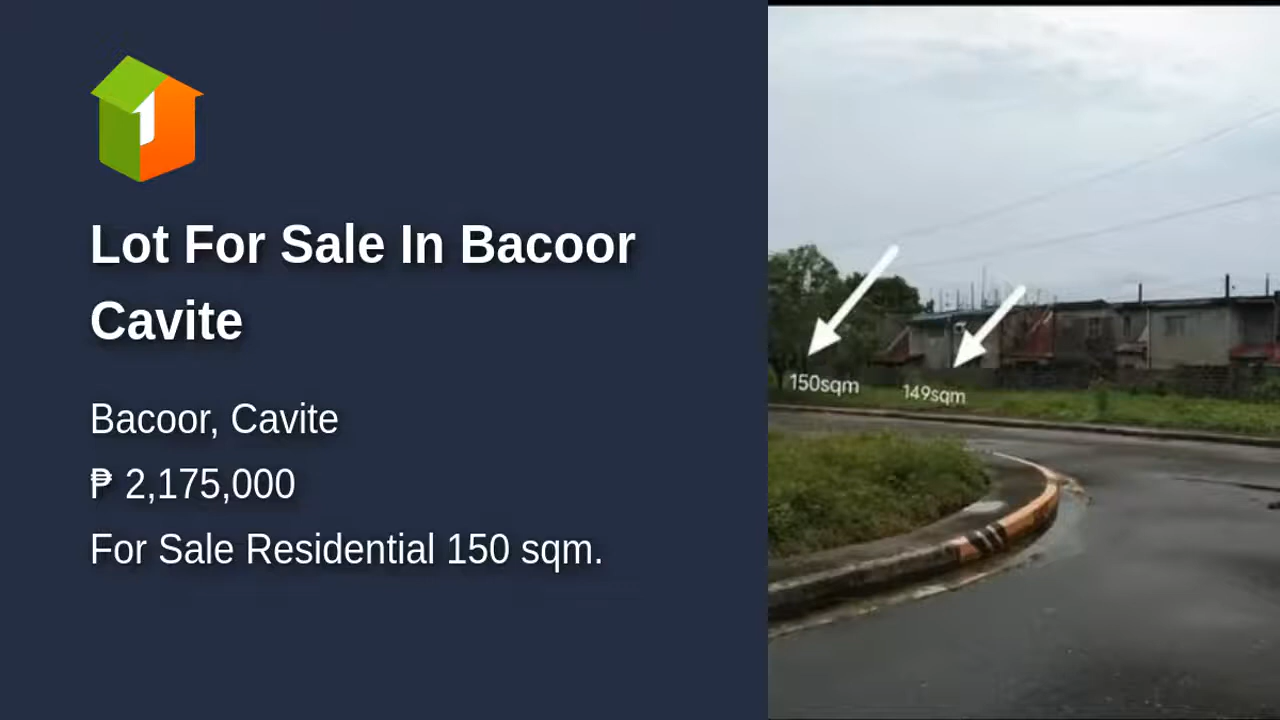 Lot For Sale In Bacoor
Cavite
Bacoor, Cavite
₱ 2,175,000
For Sale Residential 150 sqm.
150sqm
149sqm